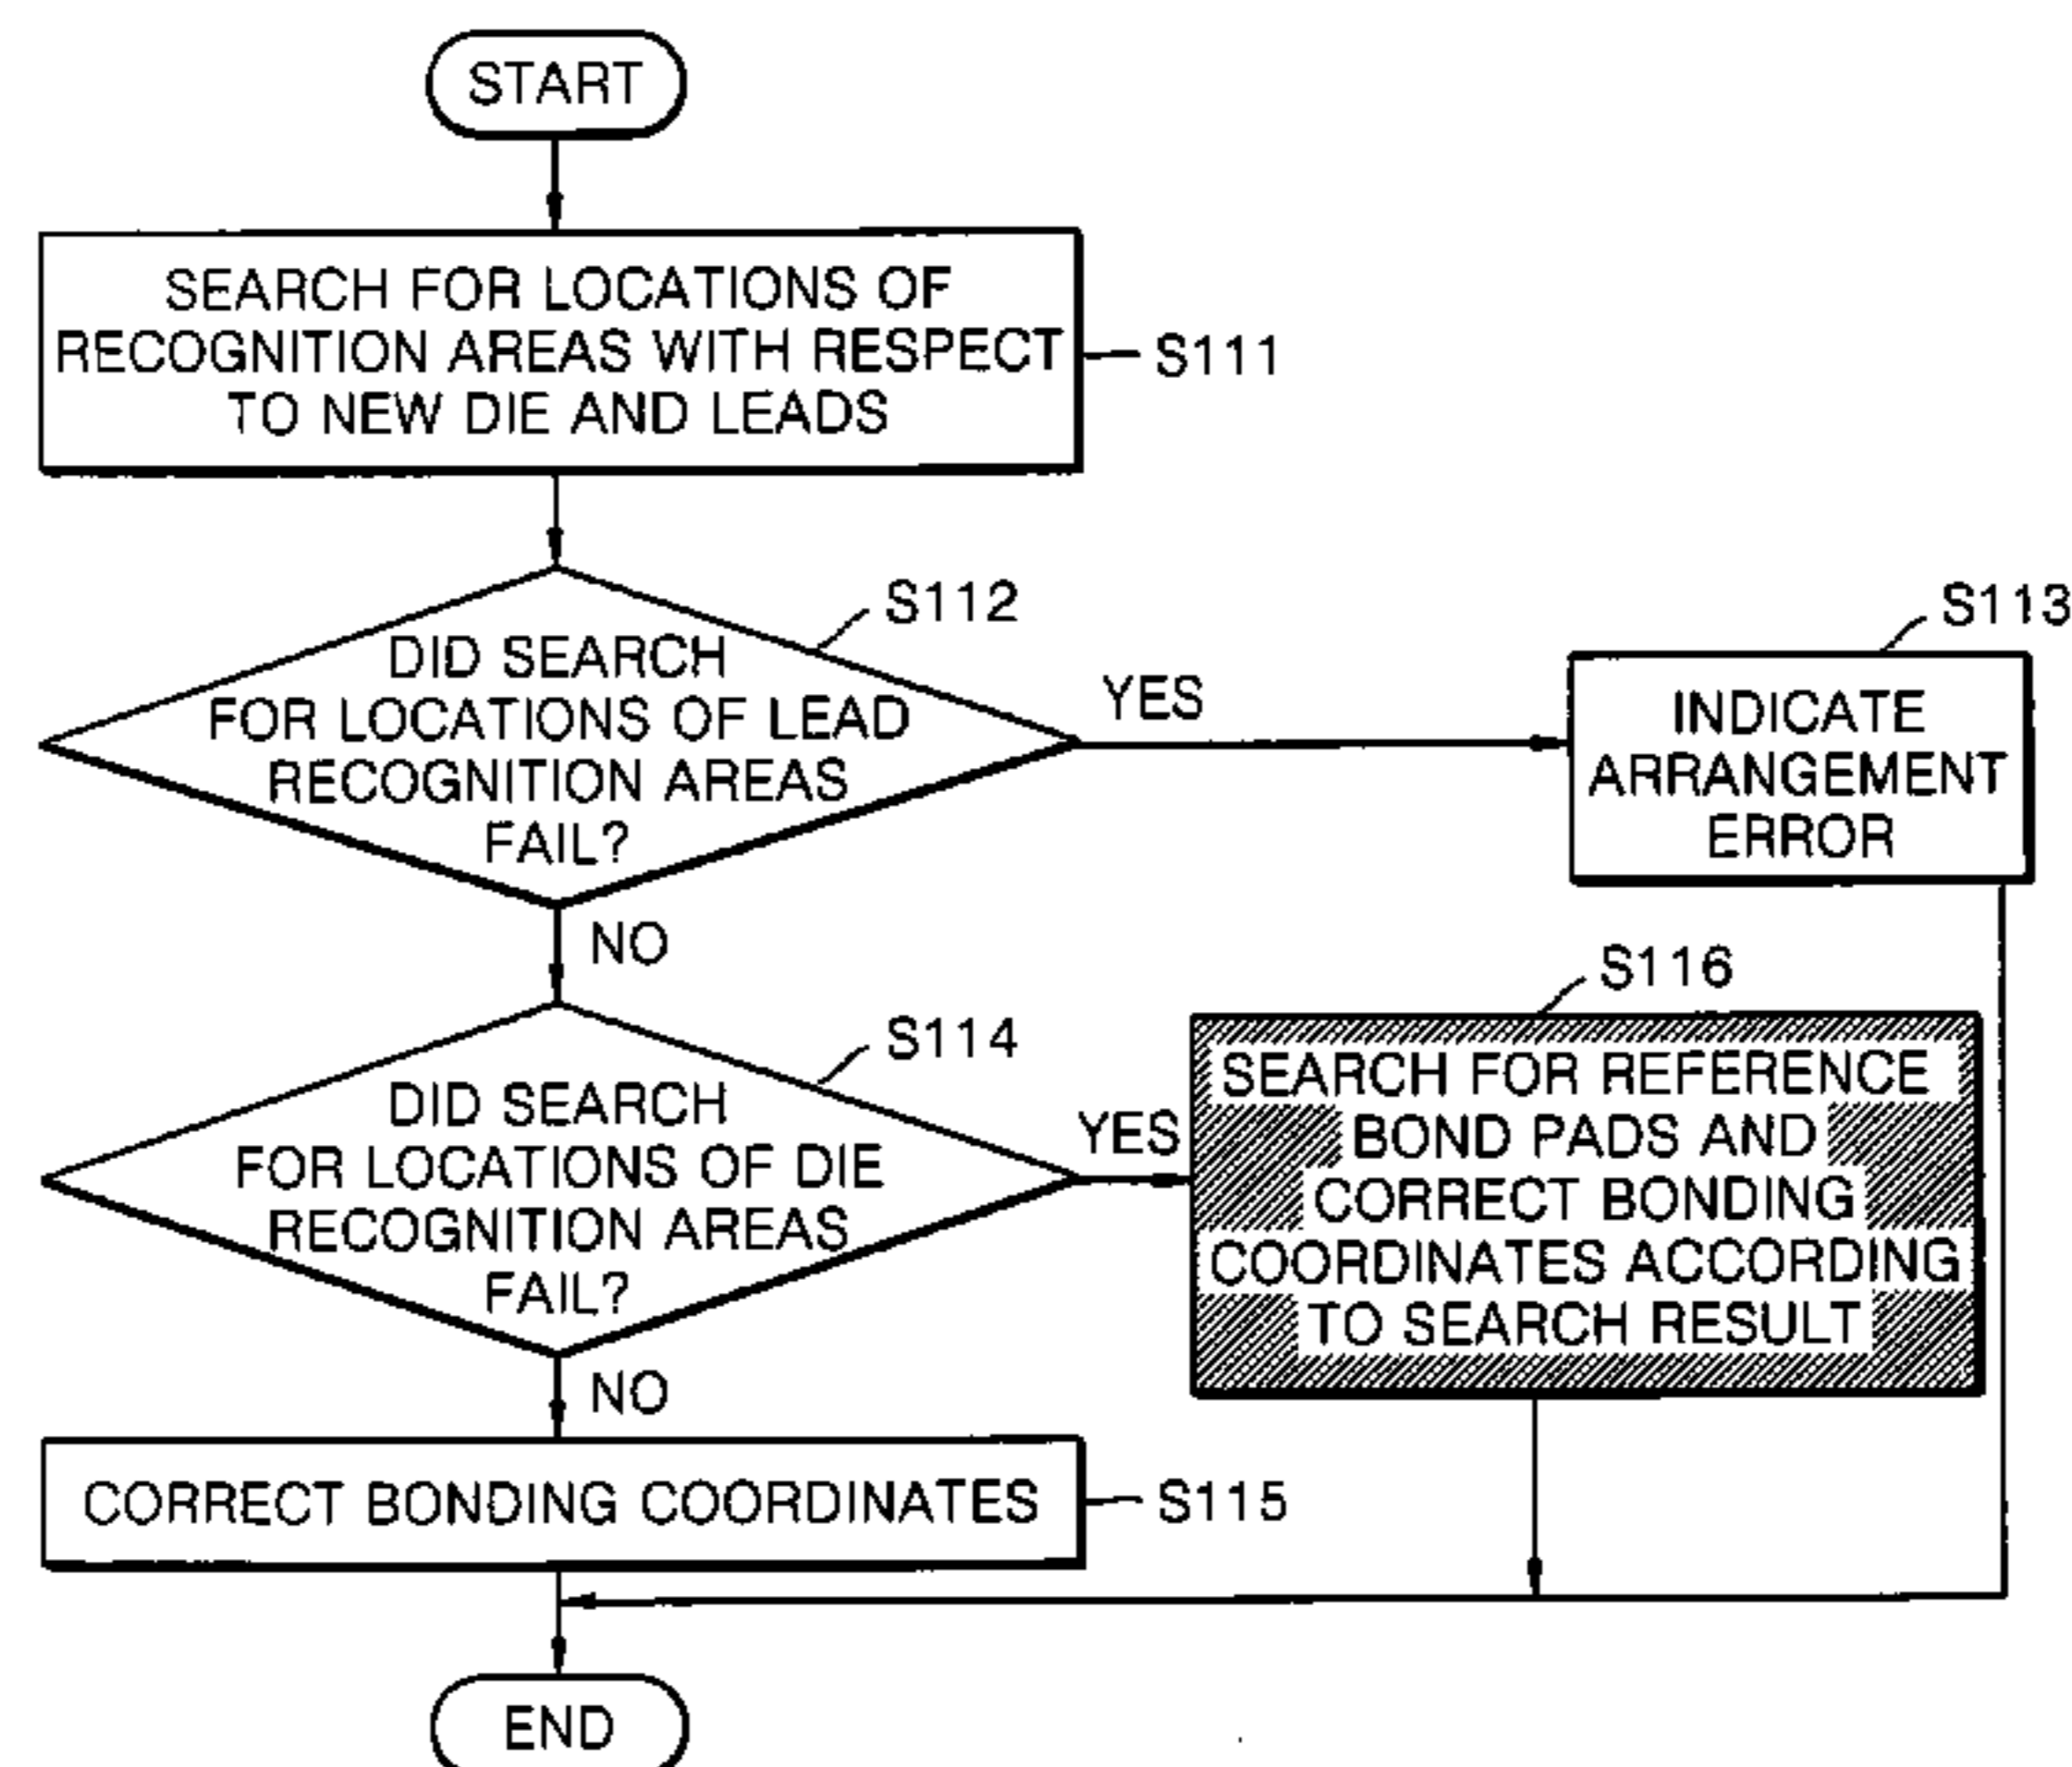 START
SEARCH FOR LOCATIONS OF
RECOGNITION AREAS WITH RESPECT
TO NEW DIE AND LEADS
S111
S112
DID SEARCH
FOR LOCATIONS OF LEAD
RECOGNITION AREAS
FAIL?
YES
S113
INDICATE
ARRANGEMENT
ERROR
NO
S114
DID SEARCH
FOR LOCATIONS OF DIE
RECOGNITION AREAS
FAIL?
YES
S116
SEARCH FOR REFERENCE
BOND PADS AND
CORRECT BONDING
COORDINATES ACCORDING
TO SEARCH RESULT
NO
CORRECT BONDING COORDINATES
S115
END